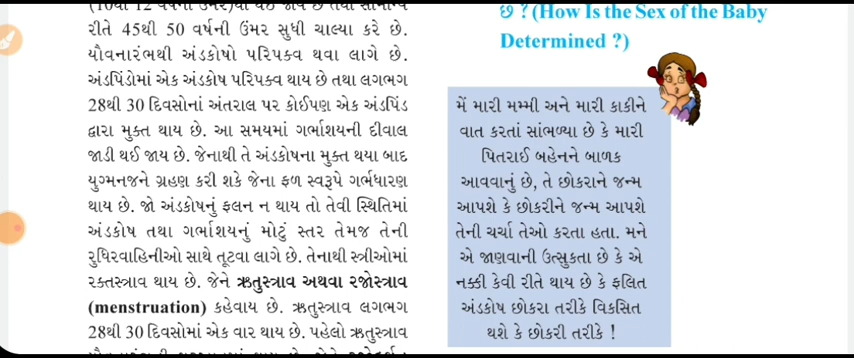 રીતે 45થી 50 વર્ષની ઉંમર સુધી ચાલ્યા કરે છે.
યૌવનારંભથી અંડકોષો પરિપક્વ થવા લાગે છે.
અંડપિંડોમાં એક અંડકોષ પરિપક્વ થાય છે તથા લગભગ
28થી 30 દિવસોનાં અંતરાલ પર કોઈપણ એક અંડપિંડ
દ્વારા મુક્ત થાય છે. આ સમયમાં ગર્ભાશયની દીવાલ
જાડી થઈ જાય છે. જેનાથી તે અંડકોષના મુક્ત થયા બાદ
યુગ્મનજને ગ્રહણ કરી શકે જેના ફળ સ્વરૂપે ગર્ભધારણ
થાય છે. જો અંડકોષનું ફલન ન થાય તો તેવી સ્થિતિમાં
અંડકોષ તથા ગર્ભાશયનું મોટું સ્તર તેમજ તેની
રુધિરવાહિનીઓ સાથે તૂટવા લાગે છે. તેનાથી સ્ત્રીઓમાં
રક્તસ્ત્રાવ થાય છે. જેને ઋતુસ્ત્રાવ અથવા રજોસ્ત્રાવ
(menstruation) કહેવાય છે. ઋતુસ્ત્રાવ લગભગ
28થી 30 દિવસોમાં એક વાર થાય છે. પહેલો ઋતુસ્ત્રાવ
છે ? (How Is the Sex of the Baby
Determined ?)
મેં મારી મમ્મી અને મારી કાકીને
વાત કરતાં સાંભળ્યા છે કે મારી
પિતરાઈ બહેનને બાળક
આવવાનું છે, તે છોકરાને જન્મ
આપશે કે છોકરીને જન્મ આપશે
તેની ચર્ચા તેઓ કરતા હતા. મને
એ જાણવાની ઉત્સુકતા છે કે એ
નક્કી કેવી રીતે થાય છે કે ફલિત
અંડકોષ છોકરા તરીકે વિકસિત
થશે કે છોકરી તરીકે !